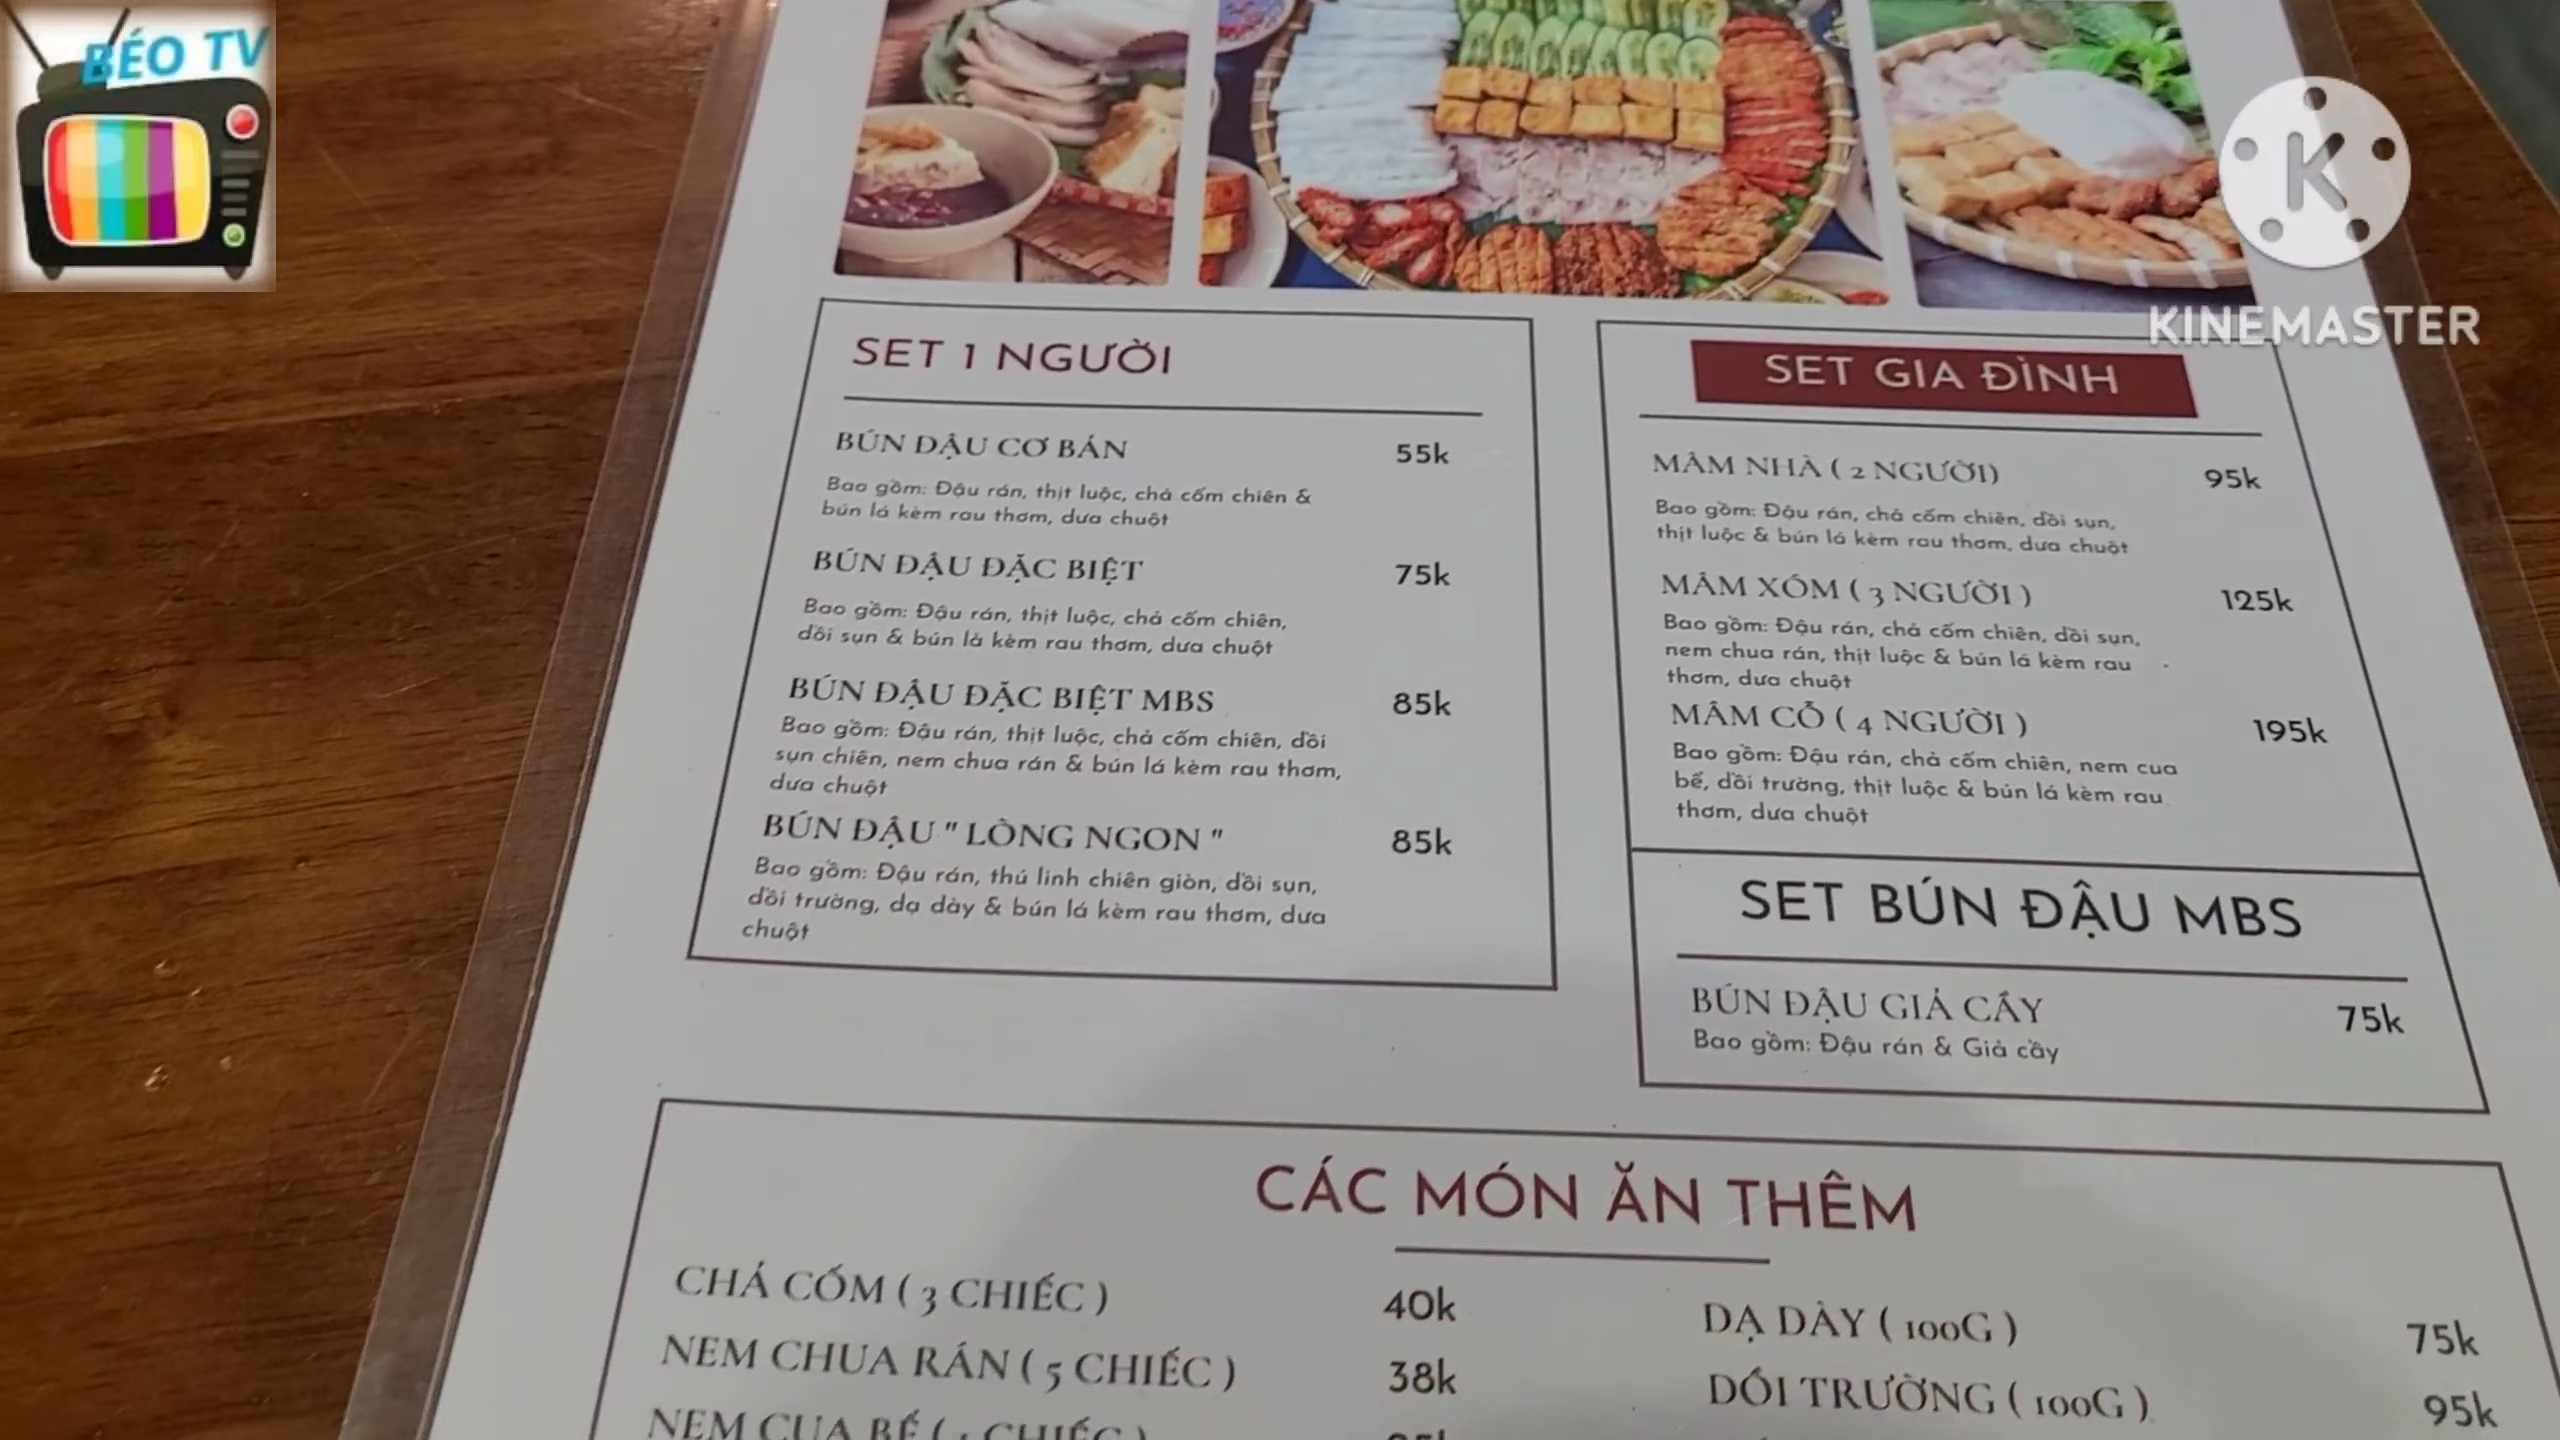 BÉO TV
KINEMASTER
SET 1 NGƯỜI
BÚN ĐẬU CƠ BẢN 55k
Bao gồm: Đậu rán, thịt luộc, chả cốm chiên &
bún lá kèm rau thơm, dưa chuột
BÚN ĐẬU ĐẶC BIỆT 75k
Bao gồm: Đậu rán, thịt luộc, chả cốm chiên,
dồi sụn & bún là kèm rau thơm, dưa chuột
BÚN ĐẬU ĐẶC BIỆT MBS 85k
Bao gồm: Đậu rán, thịt luộc, chả cốm chiên, dồi
sụn chiên, nem chua rán & bún lá kèm rau thơm,
dưa chuột
BÚN ĐẬU " LÒNG NGON " 85k
Bao gồm: Đậu rán, thú linh chiên giòn, dồi sụn,
dồi trường, dạ dày & bún lá kèm rau thơm, dưa
chuột
SET GIA ĐÌNH
MÂM NHÀ ( 2 NGƯỜI) 95k
Bao gồm: Đậu rán, chả cốm chiên, dồi sụn,
thịt luộc & bún lá kèm rau thơm, dưa chuột
MÂM XÓM ( 3 NGƯỜI ) 125k
Bao gồm: Đậu rán, chả cốm chiên, dồi sụn,
nem chua rán, thịt luộc & bún lá kèm rau
thơm, dưa chuột
MÂM CỖ ( 4 NGƯỜI ) 195k
Bao gồm: Đậu rán, chả cốm chiên, nem cua
bể, dồi trường, thịt luộc & bún lá kèm rau
thơm, dưa chuột
SET BÚN ĐẬU MBS
BÚN ĐẬU GIẢ CẦY 75k
Bao gồm: Đậu rán & Giả cầy
CÁC MÓN ĂN THÊM
CHẢ CỐM ( 3 CHIẾC ) 40k
NEM CHUA RÁN ( 5 CHIẾC ) 38k
NEM CUA BỂ ( CHIẾC )
DẠ DÀY ( 100G ) 75k
DỒI TRƯỜNG ( 100G ) 95k